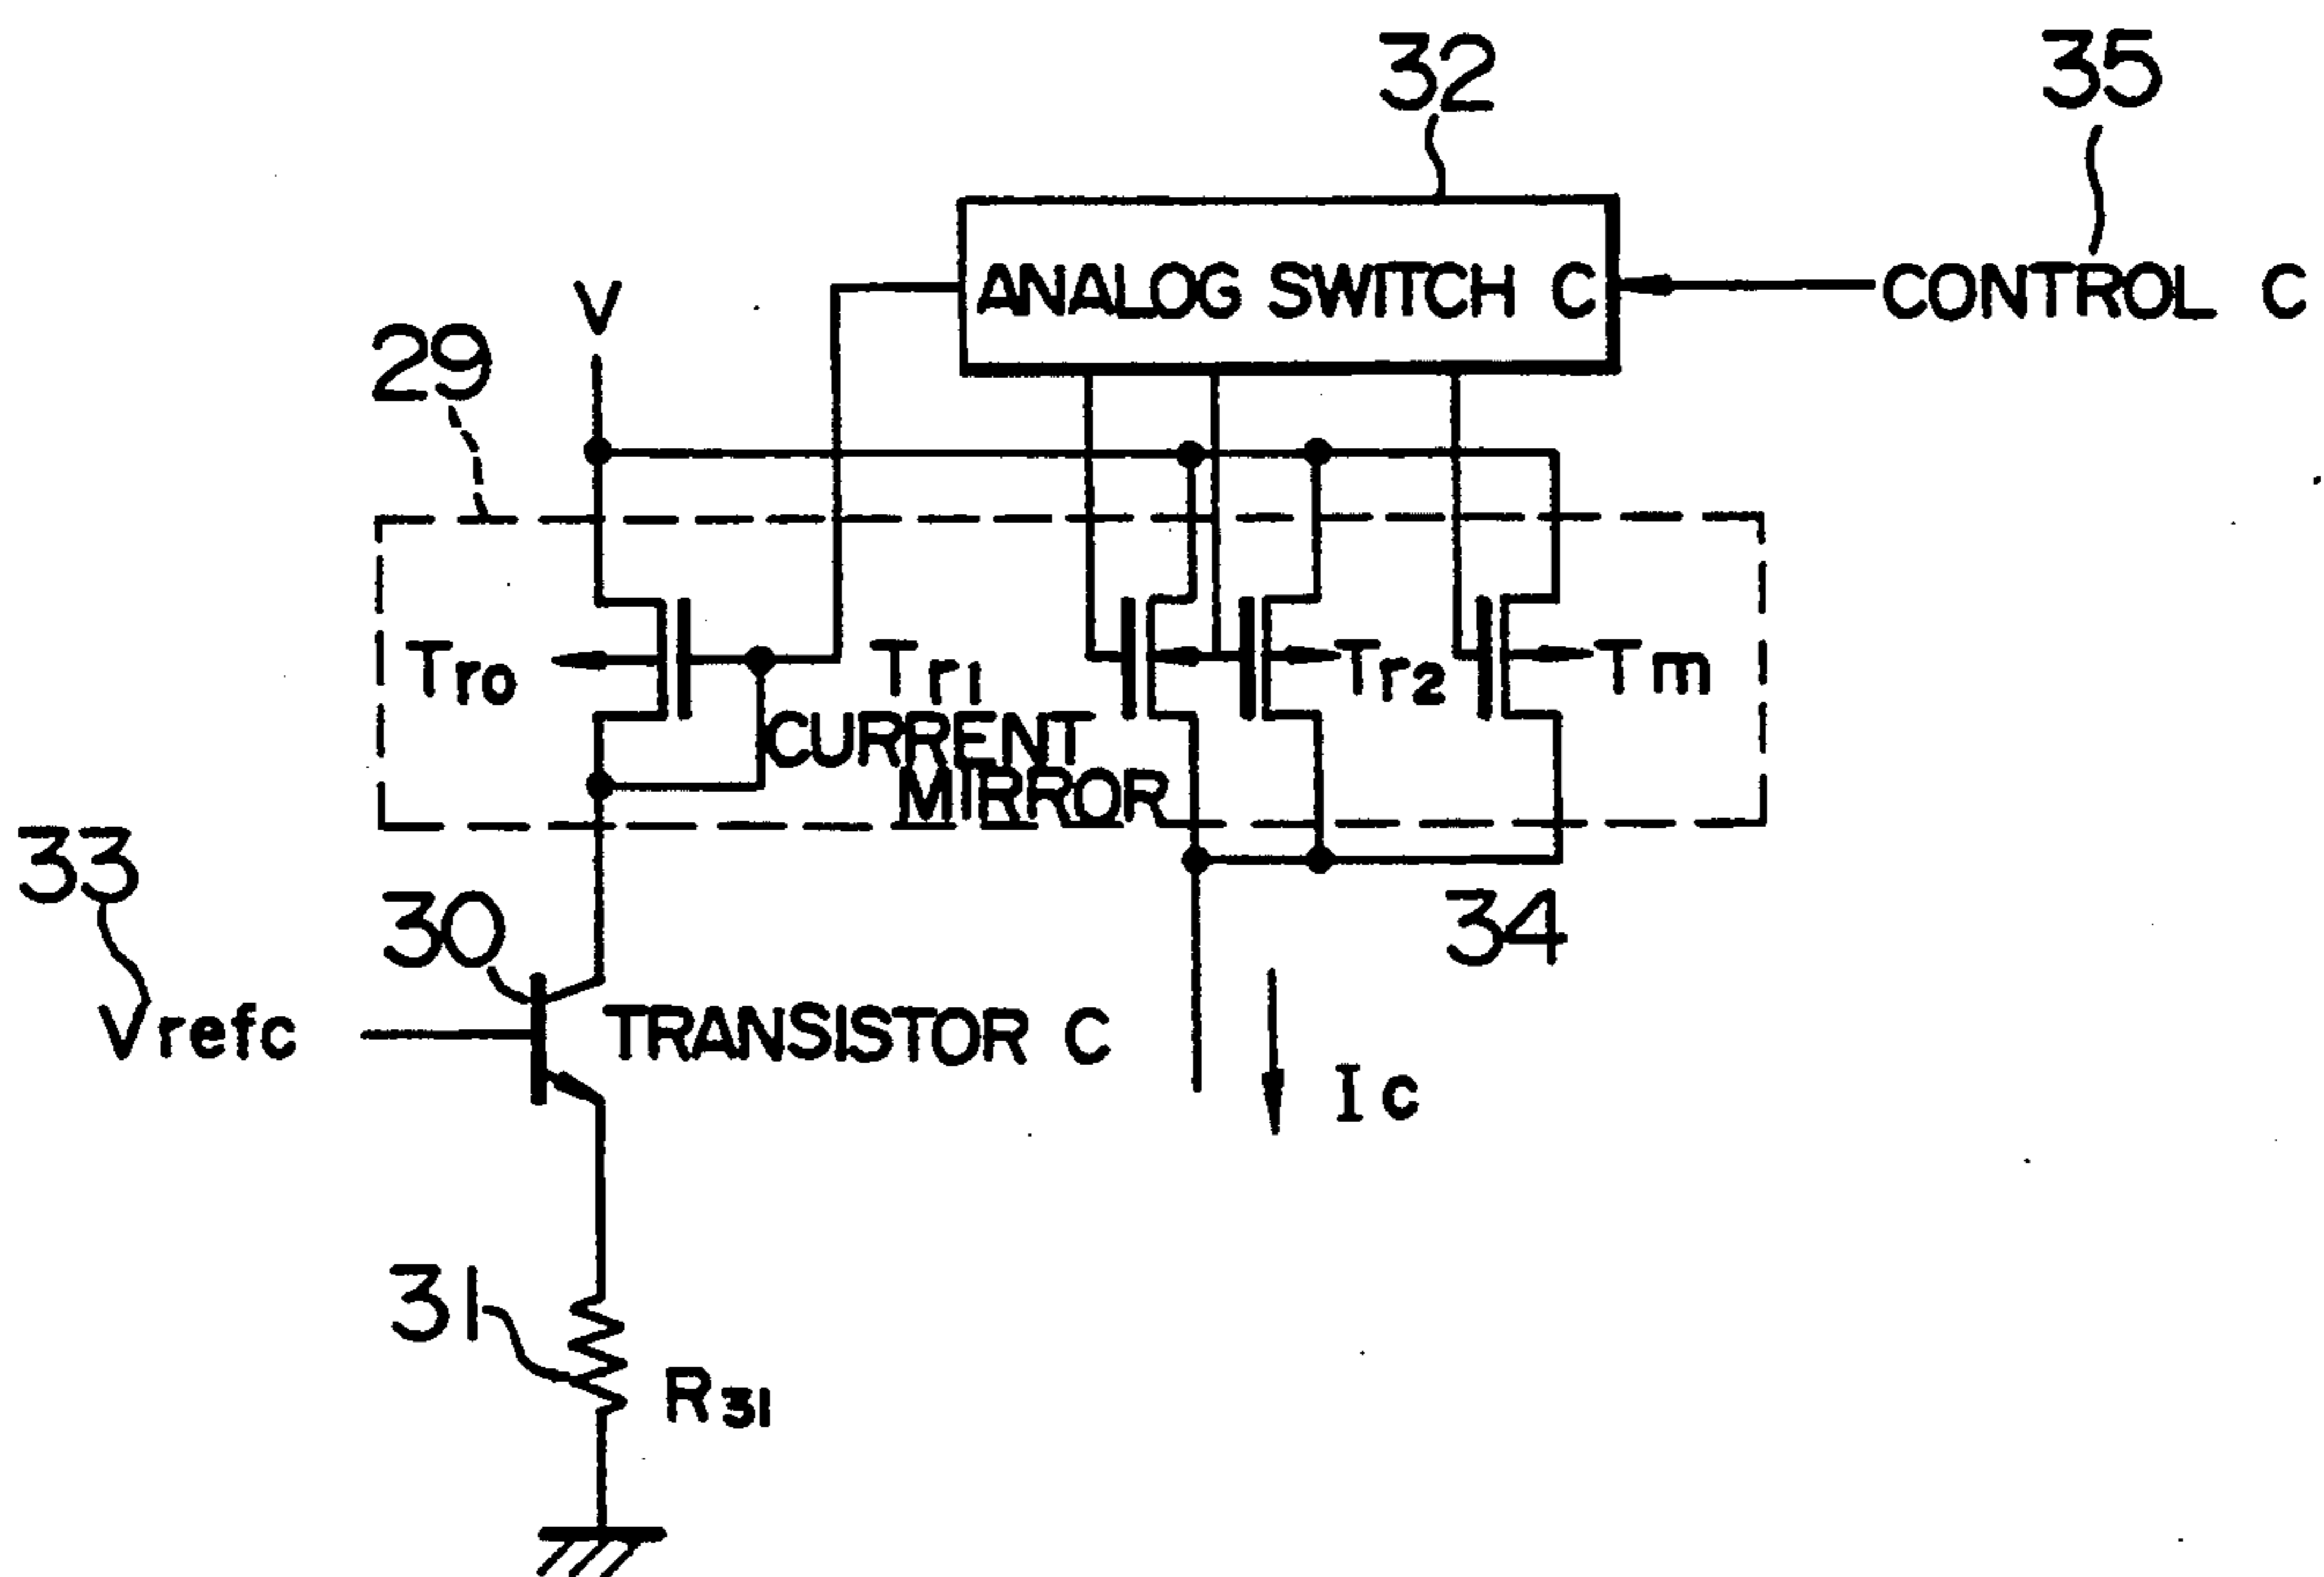 32
35
ANALOG SWITCH C
CONTROL C
V
29
Tr0
Tr1
Tr2
Tm
CURRENT
MIRROR
33
30
34
Vrefc
TRANSISTOR C
Ic
31
R31